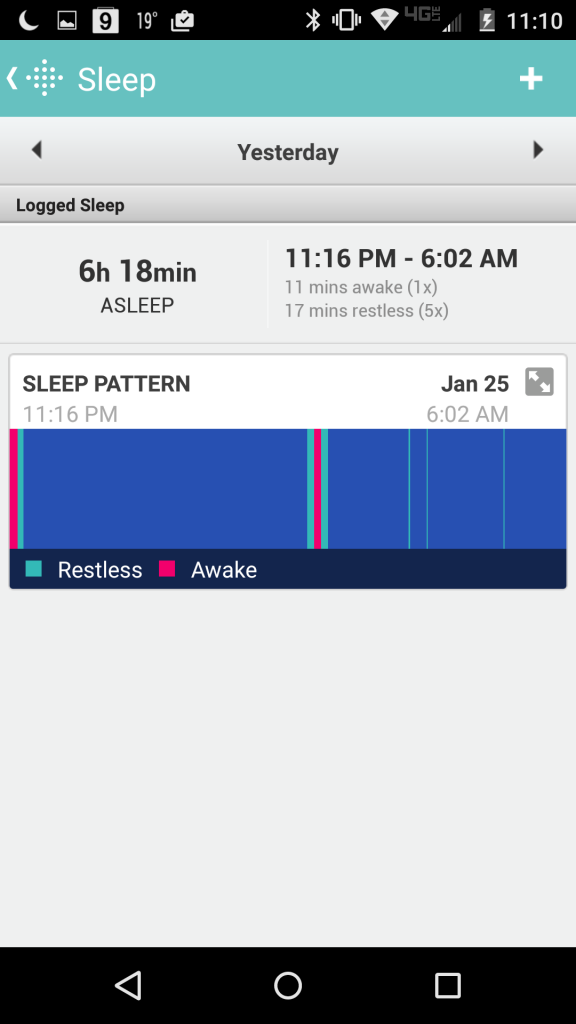 9 19° 4G LTE 11:10
Sleep
Yesterday
Logged Sleep
6h 18min
ASLEEP
11:16 PM - 6:02 AM
11 mins awake (1x)
17 mins restless (5x)
SLEEP PATTERN Jan 25
11:16 PM 6:02 AM
Restless Awake